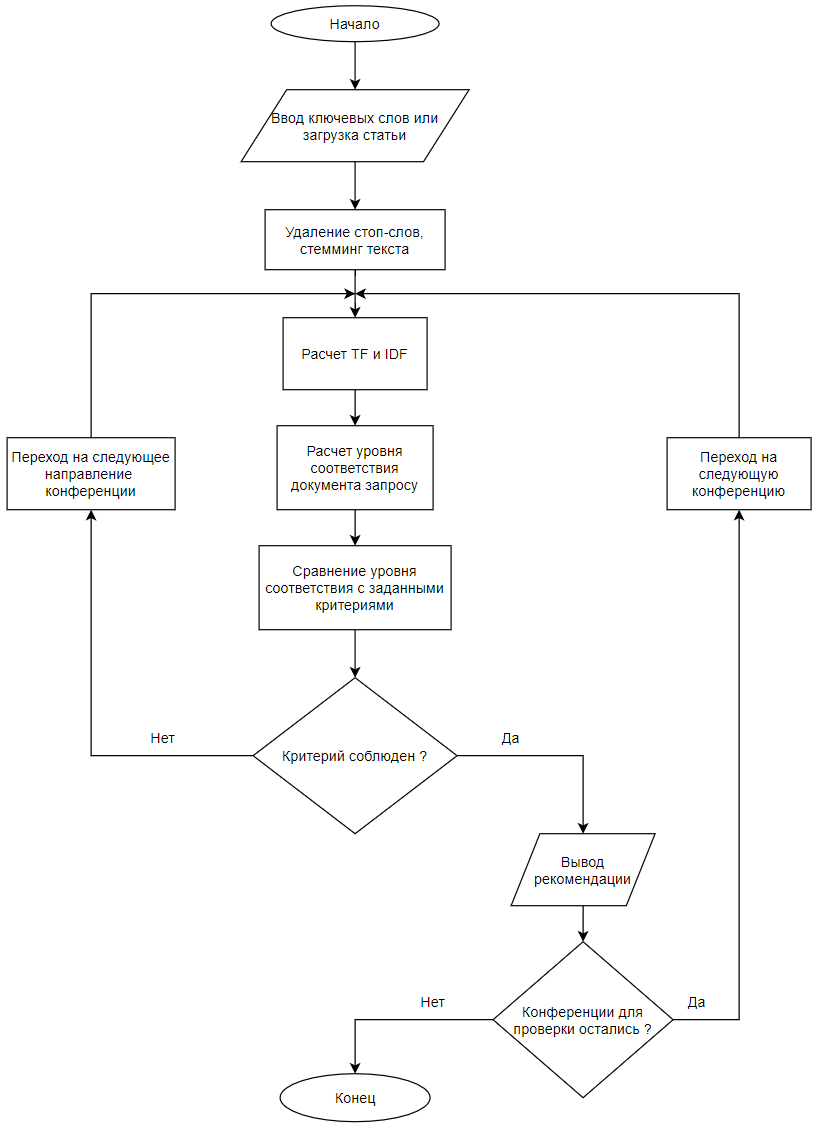 Начало
Ввод ключевых слов или
загрузка статьи
Удаление стоп-слов,
стемминг текста
Расчет TF и IDF
Переход на следующее
направление
конференции
Расчет уровня
соответствия
документа запросу
Переход на
следующую
конференцию
Сравнение уровня
соответствия с заданными
критериями
Нет
Критерий соблюден ?
Да
Вывод
рекомендации
Нет
Конференции для
проверки остались ?
Да
Конец